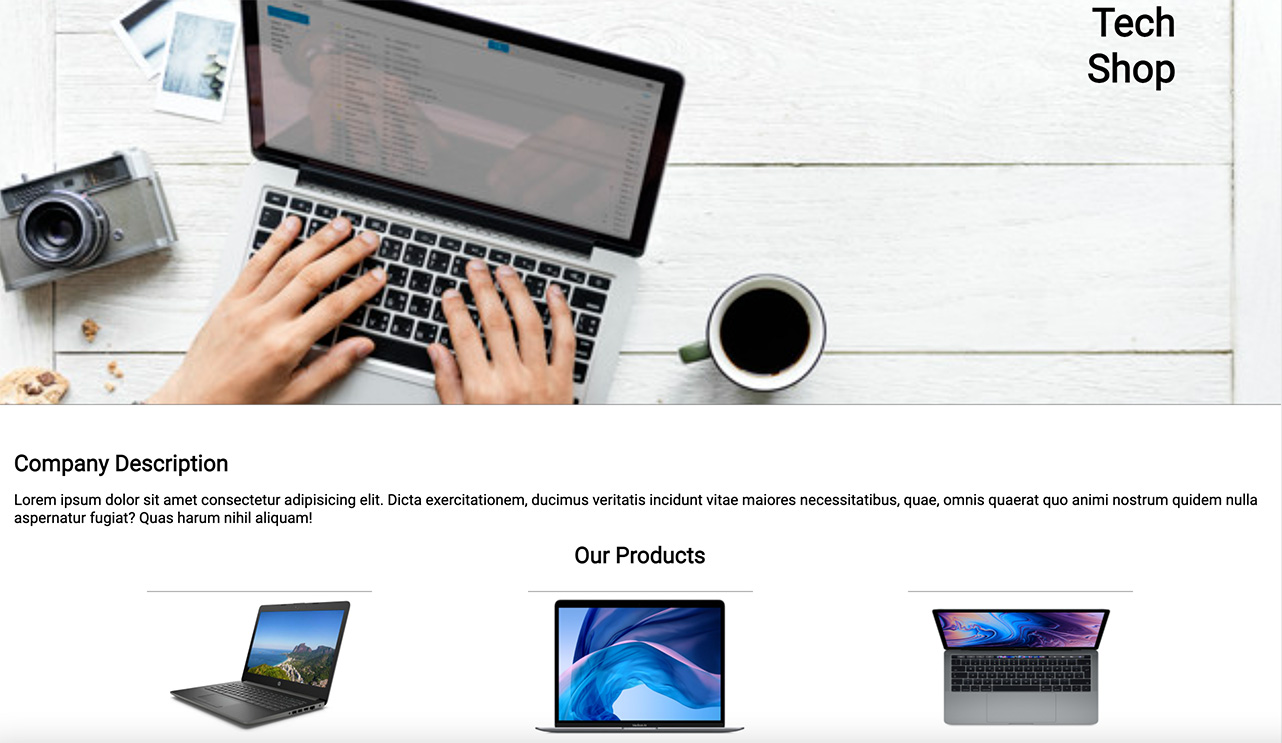 Tech
Shop
Company Description
Lorem ipsum dolor sit amet consectetur adipisicing elit. Dicta exercitationem, ducimus veritatis incidunt vitae maiores necessitatibus, quae, omnis quaerat quo animi nostrum quidem nulla
aspernatur fugiat? Quas harum nihil aliquam!
Our Products